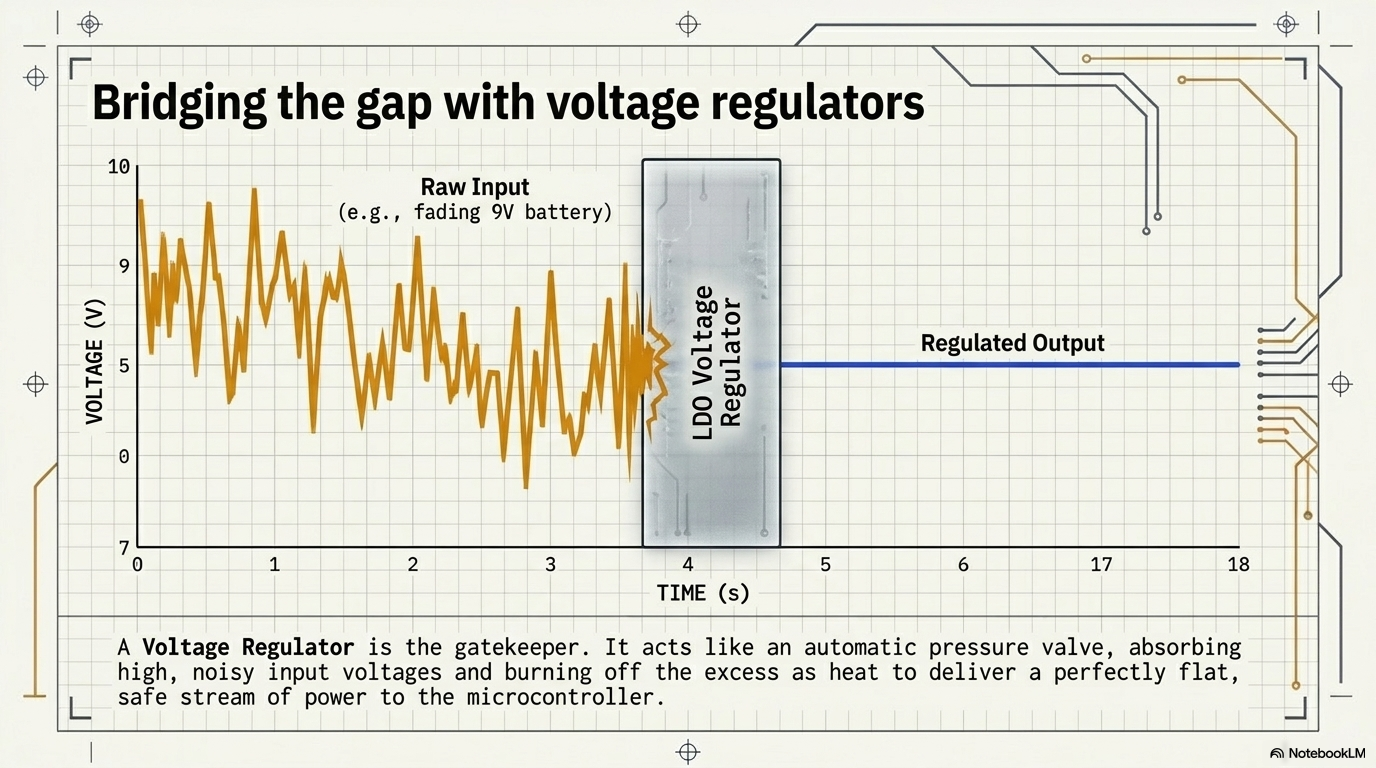 Bridging the gap with voltage regulators
10
9
5
0
7
VOLTAGE (V)
Raw Input
(e.g., fading 9V battery)
LDO Voltage
Regulator
Regulated Output
0 1 2 3 4 5 6 17 18
TIME (s)
A Voltage Regulator is the gatekeeper. It acts like an automatic pressure valve, absorbing
high, noisy input voltages and burning off the excess as heat to deliver a perfectly flat,
safe stream of power to the microcontroller.
NotebookLM